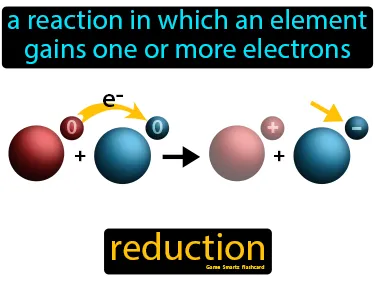 a reaction in which an element
gains one or more electrons
e-
0 0 + -
+ +
reduction
Game Smartz Flashcard